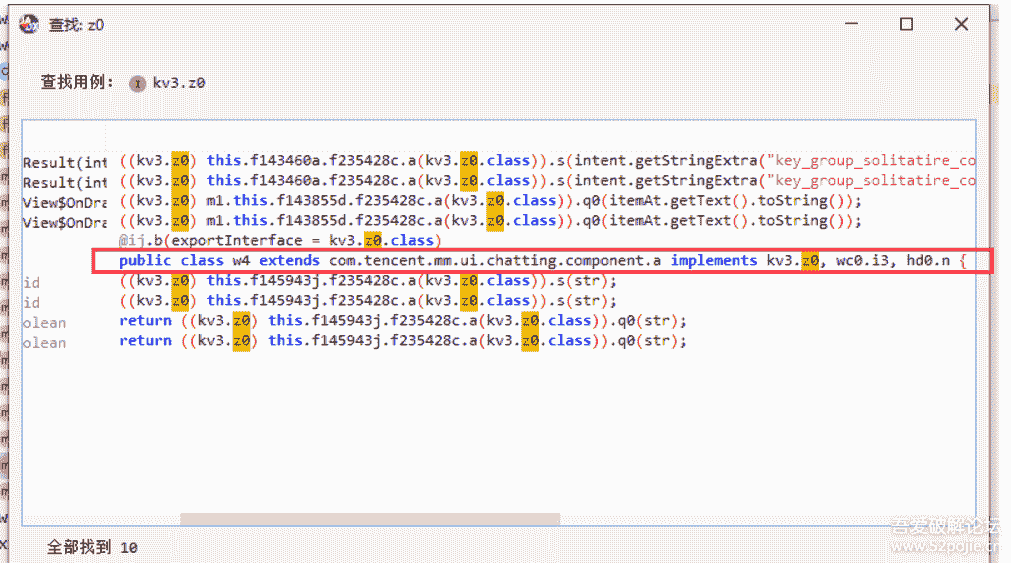 查找: z0
查找用例： kv3.z0
Result(int ((kv3.z0) this.f143460a.f235428c.a(kv3.z0.class)).s(intent.getStringExtra("key_group_solitatire_co
Result(int ((kv3.z0) this.f143460a.f235428c.a(kv3.z0.class)).s(intent.getStringExtra("key_group_solitatire_co
View$OnDra ((kv3.z0) m1.this.f143855d.f235428c.a(kv3.z0.class)).q0(itemAt.getText().toString());
View$OnDra ((kv3.z0) m1.this.f143855d.f235428c.a(kv3.z0.class)).q0(itemAt.getText().toString());
@ij.b(exportInterface = kv3.z0.class)
public class w4 extends com.tencent.mm.ui.chatting.component.a implements kv3.z0, wc0.i3, hd0.n {
id ((kv3.z0) this.f145943j.f235428c.a(kv3.z0.class)).s(str);
id ((kv3.z0) this.f145943j.f235428c.a(kv3.z0.class)).s(str);
olean return ((kv3.z0) this.f145943j.f235428c.a(kv3.z0.class)).q0(str);
olean return ((kv3.z0) this.f145943j.f235428c.a(kv3.z0.class)).q0(str);
全部找到 10
吾爱破解论坛
www.52pojie.cn